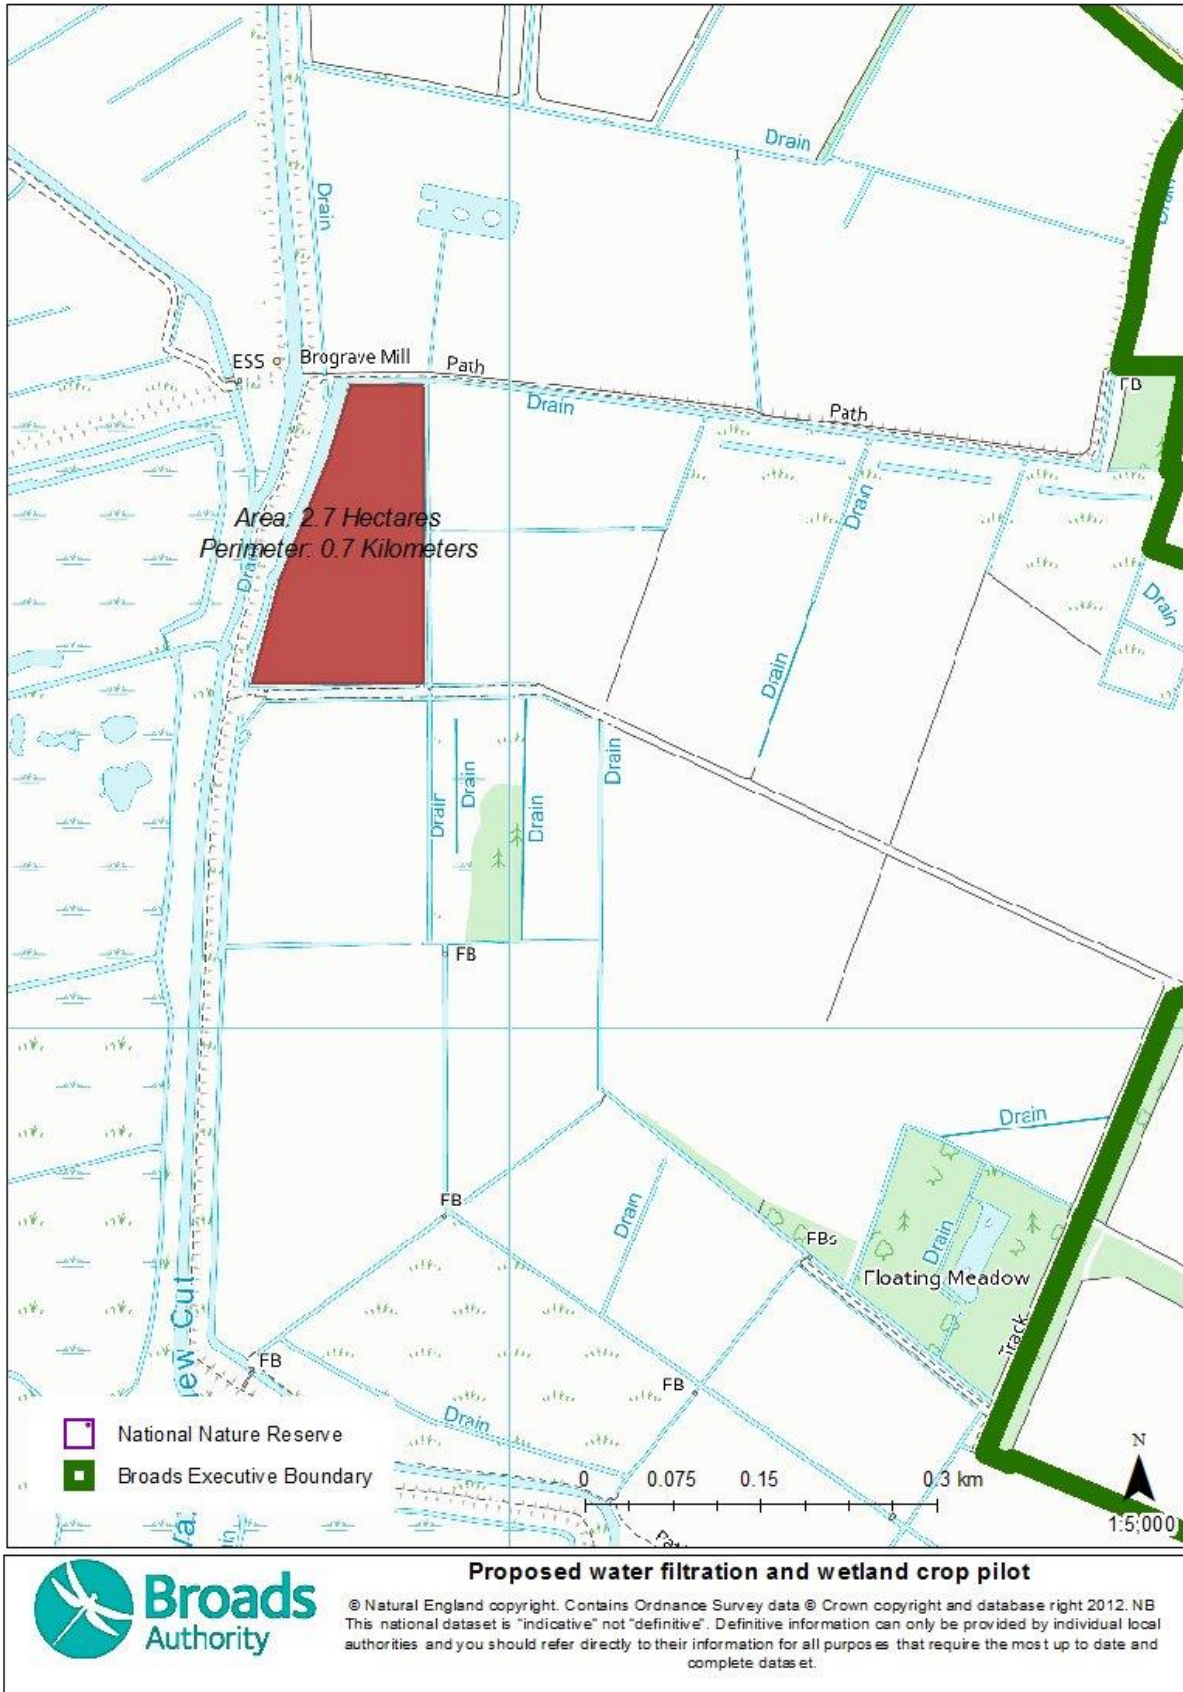 Drain
Drain
Drain
ESS
Brograve Mill
Path
FB
Drain
Path
Area: 2.7 Hectares
Perimeter: 0.7 Kilometers
Drain
Drain
Drain
Drain
Drain
Drain
Drain
Drain
Drain
FB
Drain
FB
Drain
FBs
Drain
Floating Meadow
Track
FB
FB
Drain
National Nature Reserve
Broads Executive Boundary
0 0.075 0.15 0.3 km
N
1:5,000
Broads
Authority
Proposed water filtration and wetland crop pilot
© Natural England copyright. Contains Ordnance Survey data © Crown copyright and database right 2012. NB
This national dataset is "indicative" not "definitive". Definitive information can only be provided by individual local
authorities and you should refer directly to their information for all purposes that require the most up to date and
complete dataset.